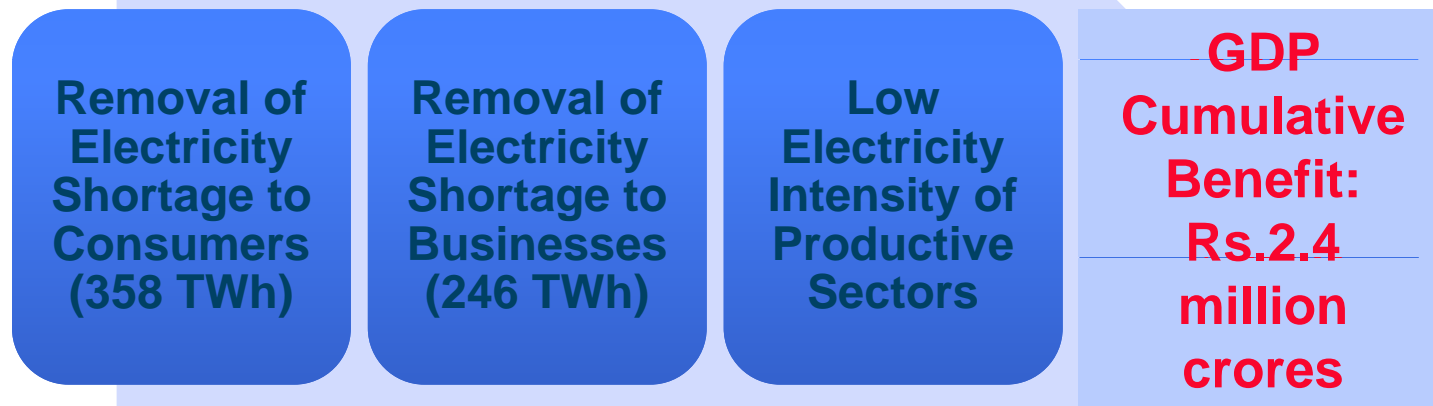 Removal of
Electricity
Shortage to
Consumers
(358 TWh)
Removal of
Electricity
Shortage to
Businesses
(246 TWh)
Low
Electricity
Intensity of
Productive
Sectors
GDP
Cumulative
Benefit:
Rs.2.4
million
crores